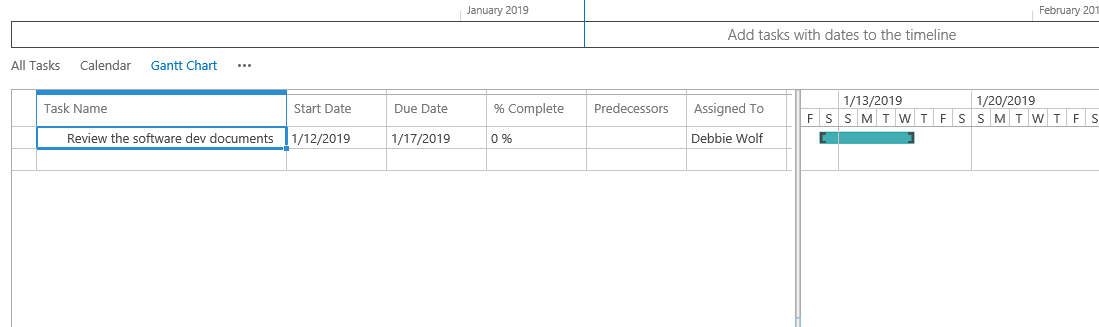 January 2019 February 201
Add tasks with dates to the timeline
All Tasks Calendar Gantt Chart ···
Task Name Start Date Due Date % Complete Predecessors Assigned To 1/13/2019 1/20/2019
F S S M T W T F S S M T W T F S
Review the software dev documents 1/12/2019 1/17/2019 0 % Debbie Wolf